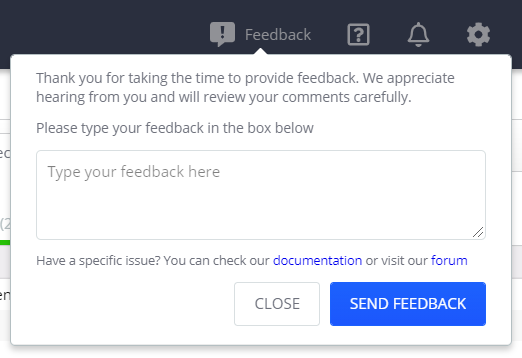 Feedback
Thank you for taking the time to provide feedback. We appreciate
hearing from you and will review your comments carefully.
Please type your feedback in the box below
Type your feedback here
Have a specific issue? You can check our documentation or visit our forum
CLOSE
SEND FEEDBACK